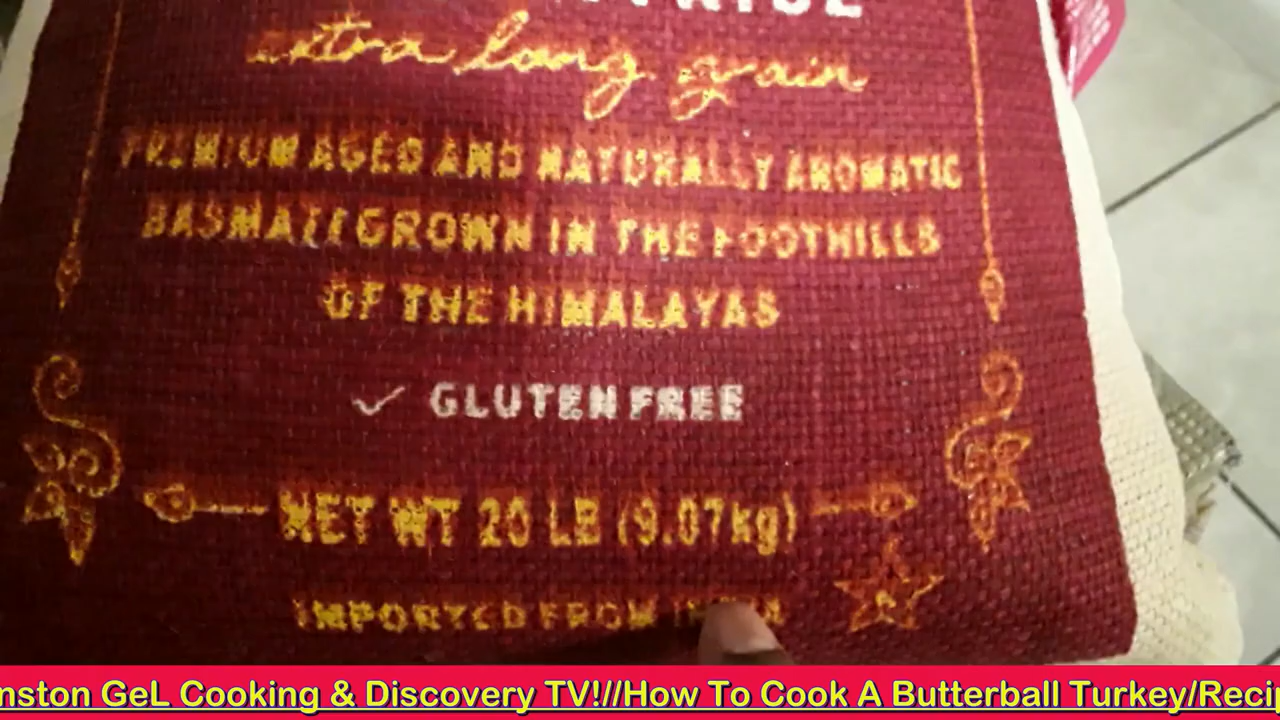 extra long grain
PREMIUM AGED AND NATURALLY AROMATIC
BASMATI GROWN IN THE FOOTHILLS
OF THE HIMALAYAS
✓ GLUTEN FREE
NET WT 20 LB (9.07kg)
IMPORTED FROM INDIA
nston GeL Cooking & Discovery TV!//How To Cook A Butterball Turkey/Recip